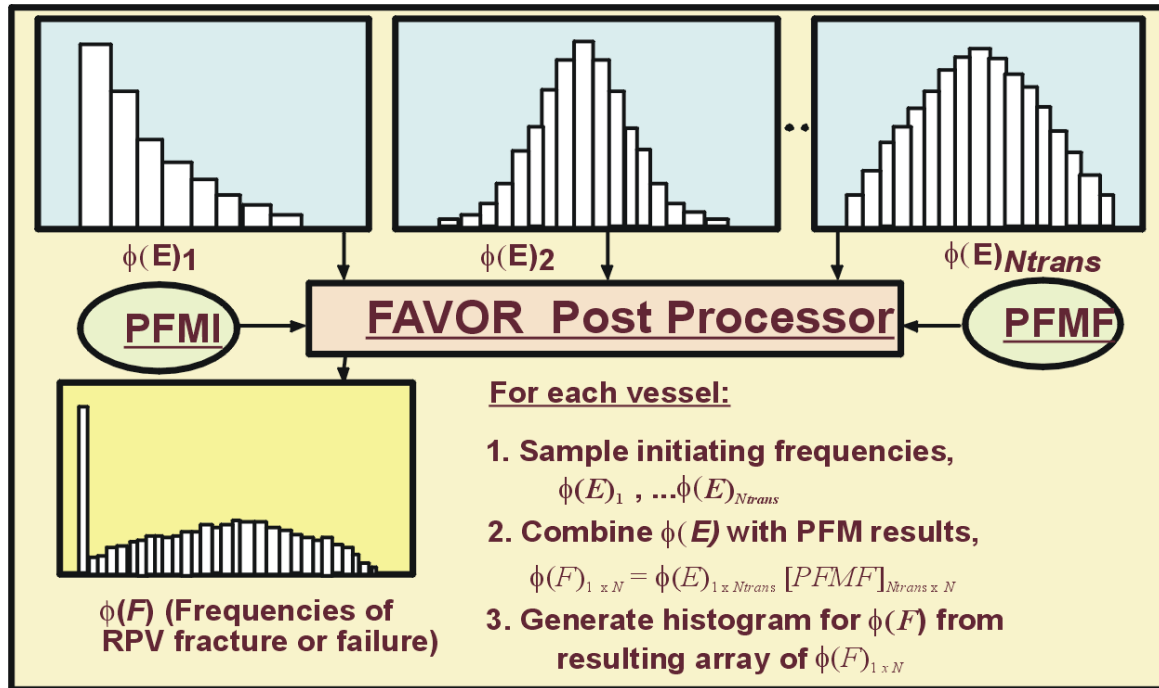 ϕ(E)1
ϕ(E)2
ϕ(E)Ntrans
PFMI
FAVOR Post Processor
PFMF
For each vessel:
1. Sample initiating frequencies,
ϕ(E)1 , ...ϕ(E)Ntrans
2. Combine ϕ(E) with PFM results,
ϕ(F)1 x N = ϕ(E)1 x Ntrans [PFMF]Ntrans x N
3. Generate histogram for ϕ(F) from
resulting array of ϕ(F)1 x N
ϕ(F) (Frequencies of
RPV fracture or failure)